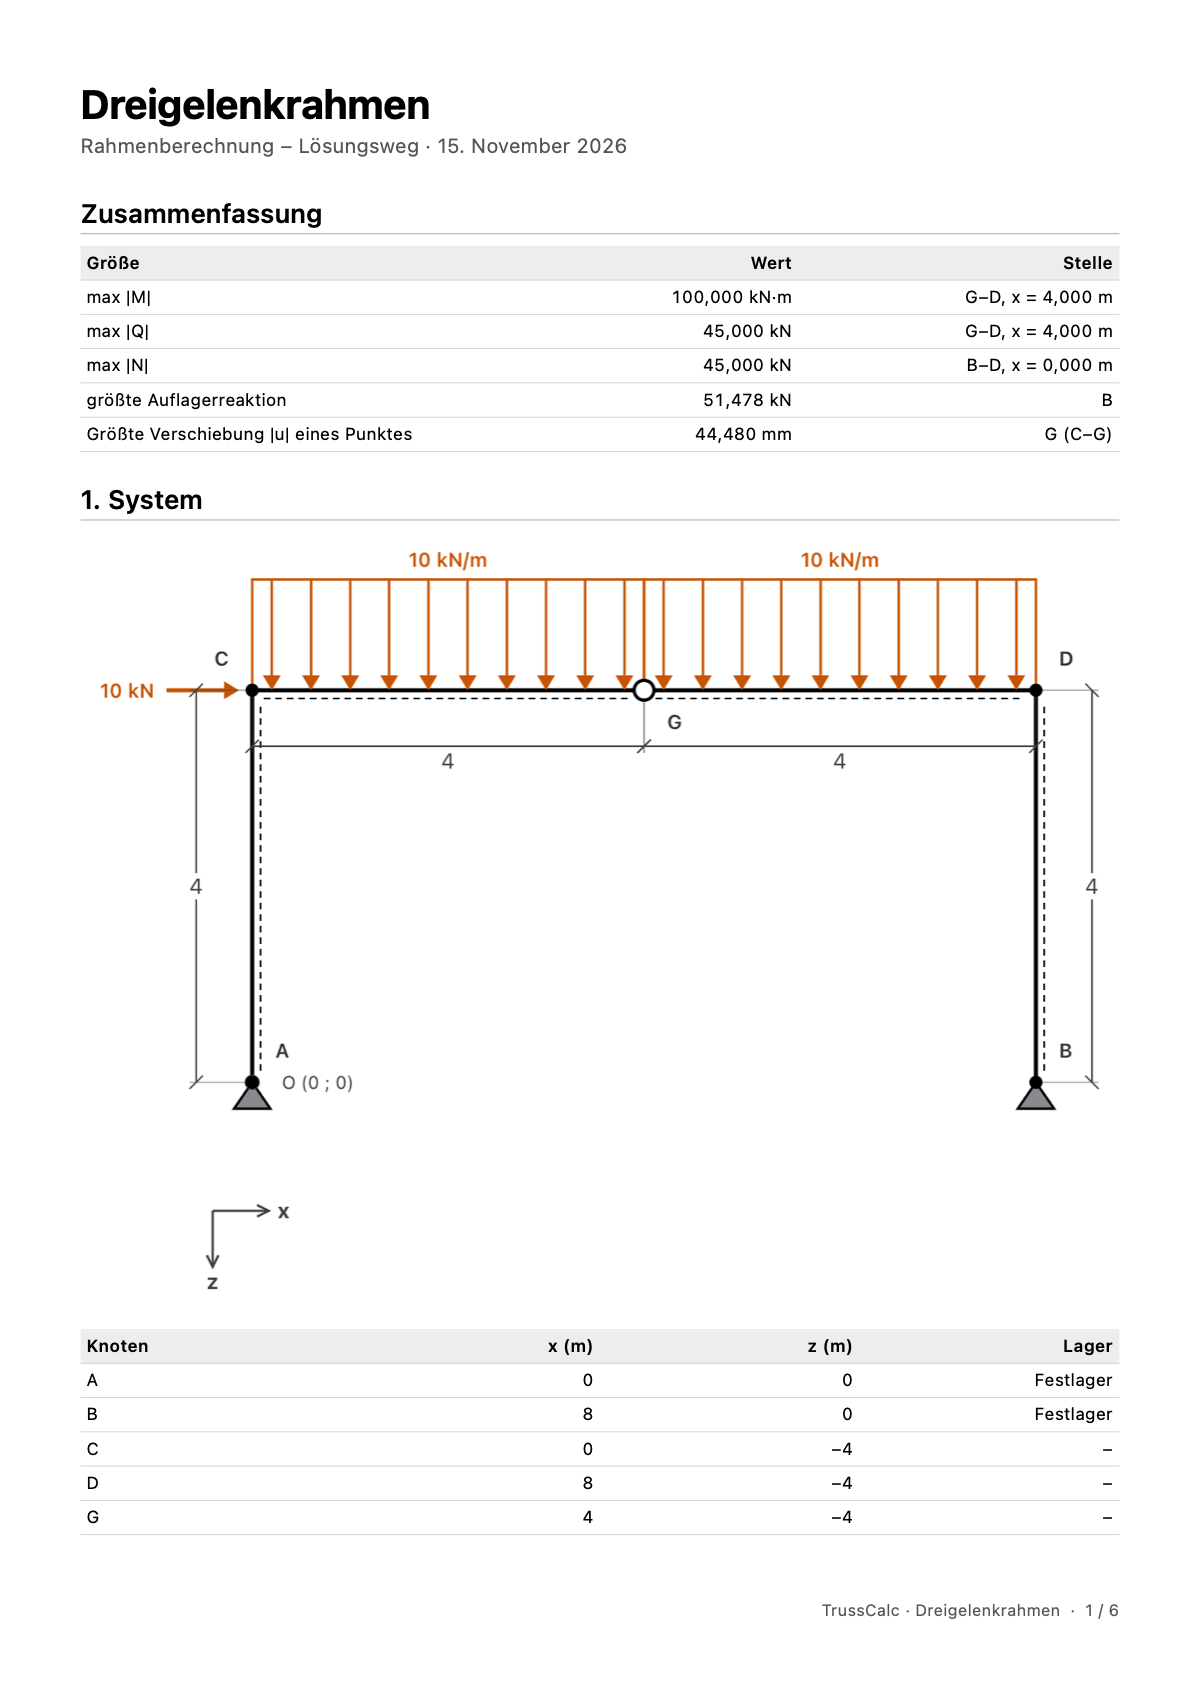 Dreigelenkrahmen
Rahmenberechnung – Lösungsweg · 15. November 2026
Zusammenfassung
Größe Wert Stelle
max |M| 100,000 kN·m G–D, x = 4,000 m
max |Q| 45,000 kN G–D, x = 4,000 m
max |N| 45,000 kN B–D, x = 0,000 m
größte Auflagerreaktion 51,478 kN B
Größte Verschiebung |u| eines Punktes 44,480 mm G (C–G)
1. System
10 kN/m 10 kN/m
C D
10 kN
G
4 4
4 4
A B
O (0 ; 0)
x
z
Knoten x (m) z (m) Lager
A 0 0 Festlager
B 8 0 Festlager
C 0 –4 –
D 8 –4 –
G 4 –4 –
TrussCalc · Dreigelenkrahmen · 1 / 6